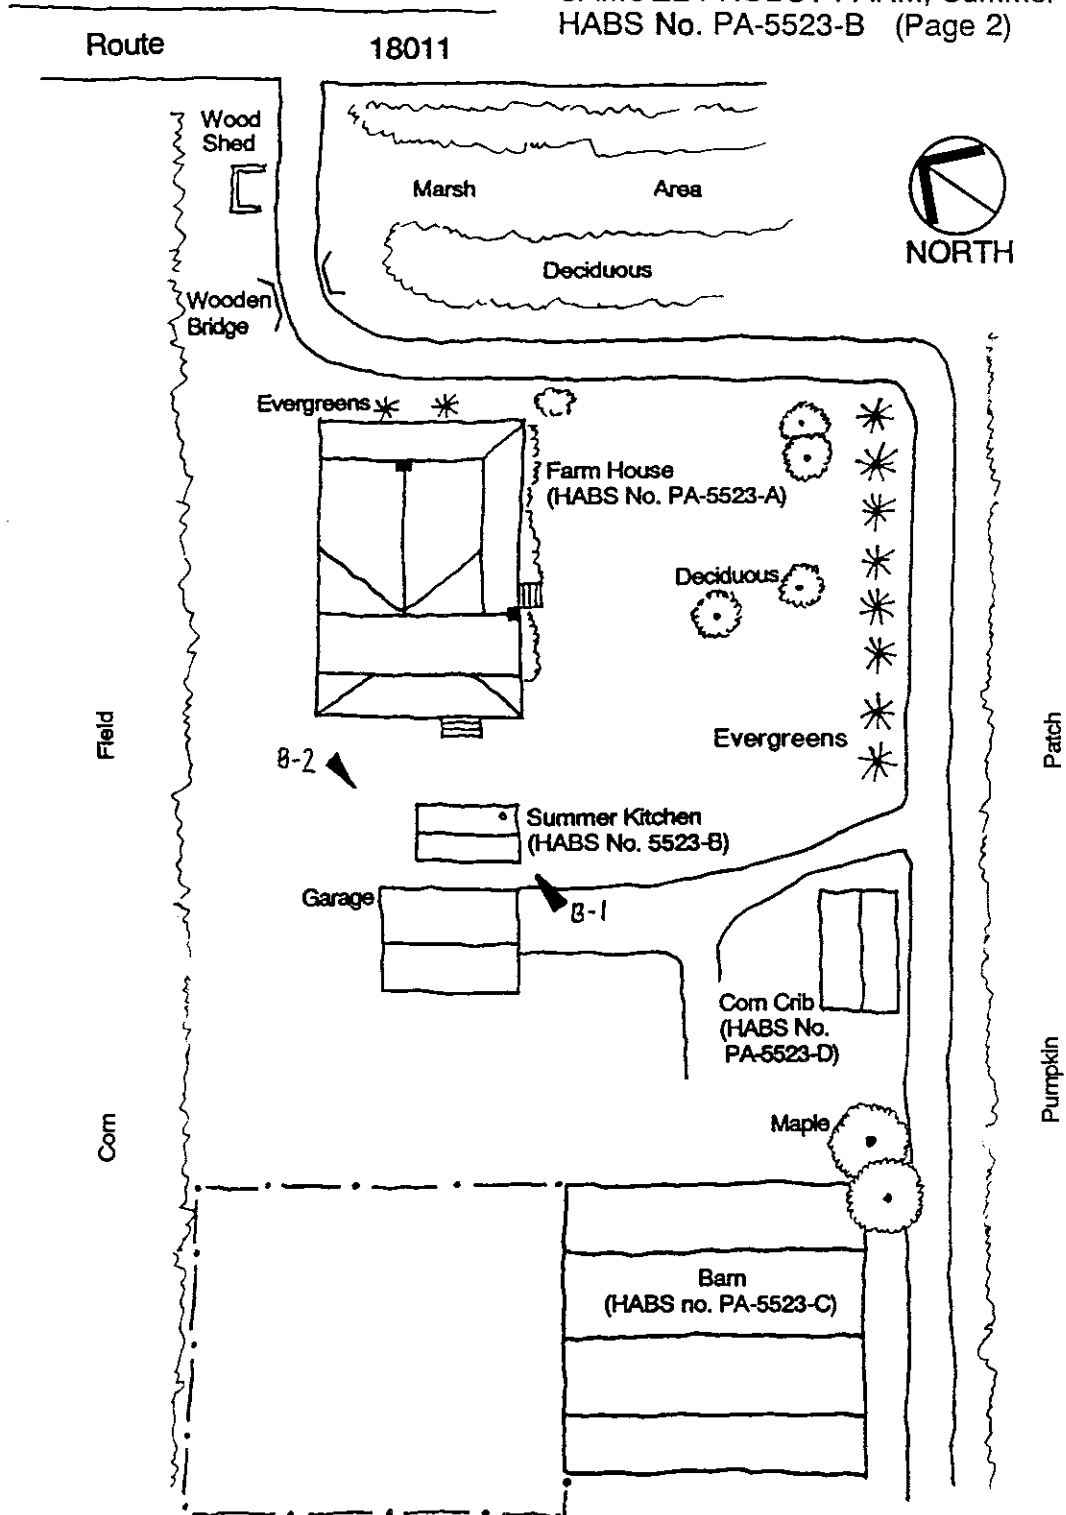 HABS No. PA-5523-B (Page 2)
Route 18011
Wood
Shed
Marsh Area
NORTH
Deciduous
Wooden
Bridge
Evergreens
Farm House
(HABS No. PA-5523-A)
Deciduous
Field
Patch
Evergreens
B-2
Summer Kitchen
(HABS No. 5523-B)
Garage
B-1
Corn Crib
(HABS No.
PA-5523-D)
Pumpkin
Corn
Maple
Barn
(HABS no. PA-5523-C)